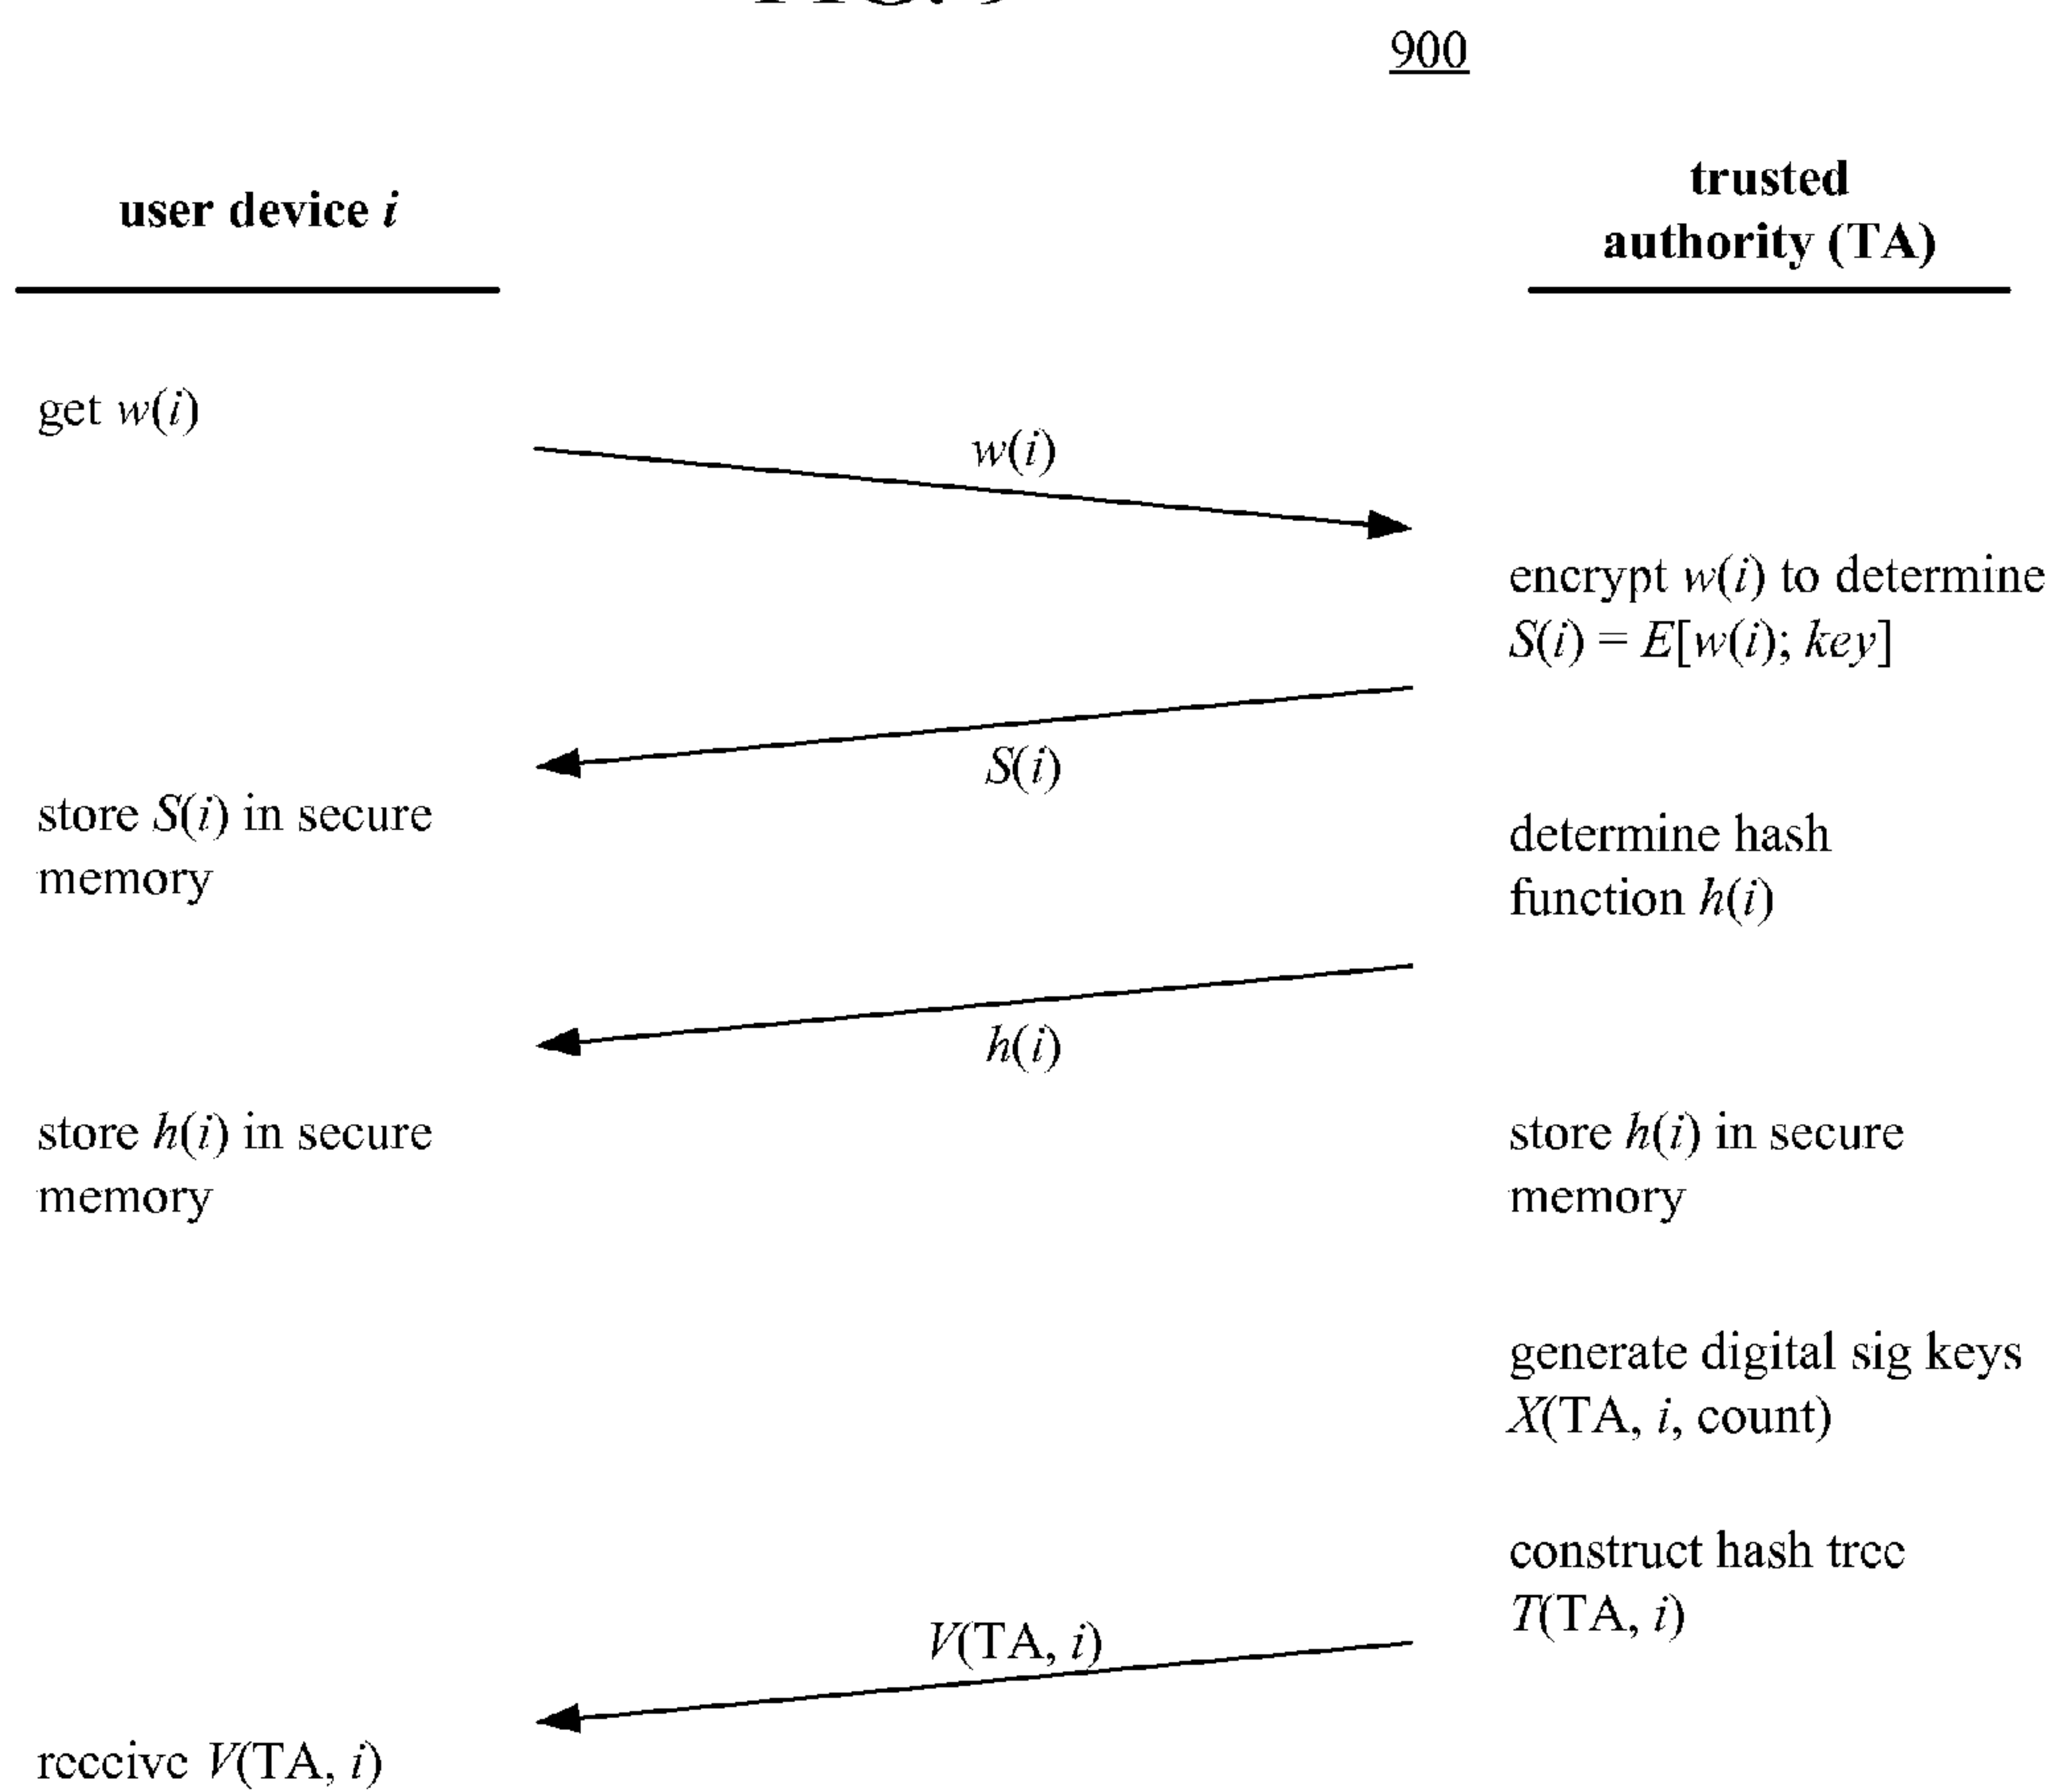 900
user device i
trusted
authority (TA)
get w(i)
w(i)
encrypt w(i) to determine
S(i) = E[w(i); key]
S(i)
store S(i) in secure
memory
determine hash
function h(i)
h(i)
store h(i) in secure
memory
store h(i) in secure
memory
generate digital sig keys
X(TA, i, count)
construct hash tree
T(TA, i)
V(TA, i)
receive V(TA, i)